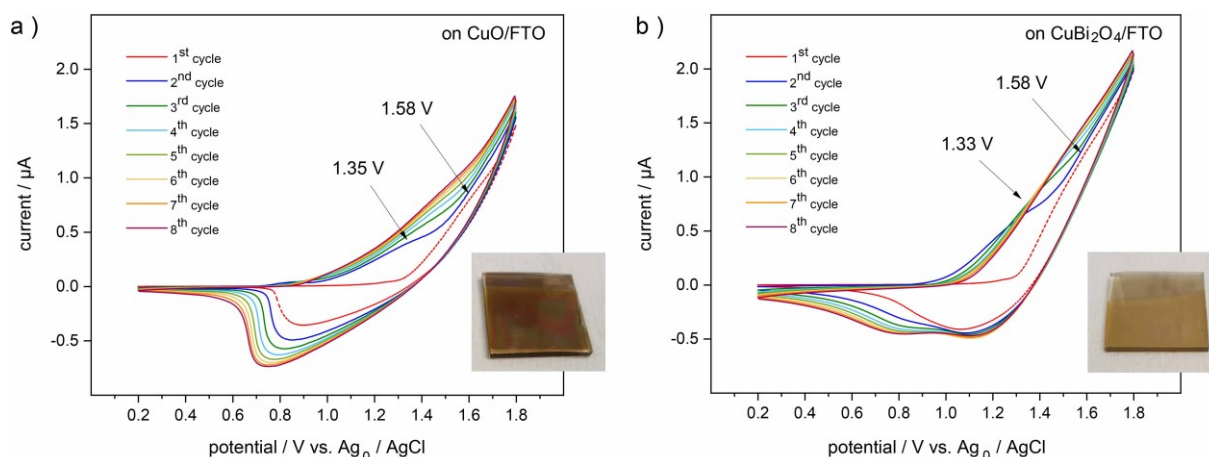 a )
on CuO/FTO
1st cycle
2nd cycle
3rd cycle
4th cycle
5th cycle
6th cycle
7th cycle
8th cycle
1.35 V
1.58 V
2.0
1.5
1.0
0.5
0.0
-0.5
current / µA
0.2 0.4 0.6 0.8 1.0 1.2 1.4 1.6 1.8
potential / V vs. Ag0 / AgCl
b )
on CuBi2O4/FTO
1st cycle
2nd cycle
3rd cycle
4th cycle
5th cycle
6th cycle
7th cycle
8th cycle
1.33 V
1.58 V
2.0
1.5
1.0
0.5
0.0
-0.5
current / µA
0.2 0.4 0.6 0.8 1.0 1.2 1.4 1.6 1.8
potential / V vs. Ag0 / AgCl